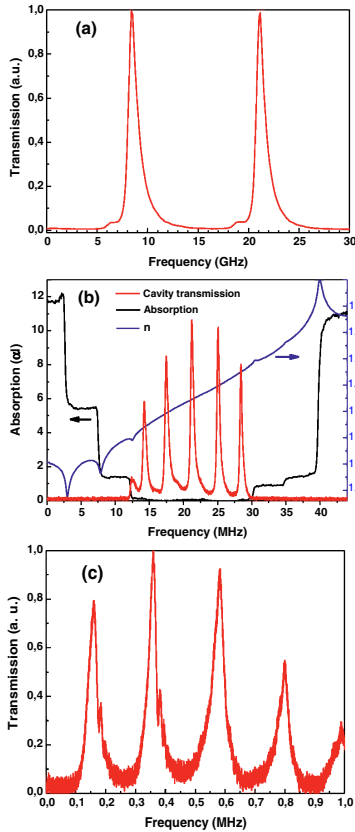 (a)
Transmission (a.u.)
1,0
0,8
0,6
0,4
0,2
0,0
0 5 10 15 20 25 30
Frequency (GHz)
(b)
Cavity transmission
Absorption
n
Absorption (αl)
12
10
8
6
4
2
0
0 5 10 15 20 25 30 35 40
Frequency (MHz)
(c)
Transmission (a. u.)
1,0
0,8
0,6
0,4
0,2
0,0
0,0 0,1 0,2 0,3 0,4 0,5 0,6 0,7 0,8 0,9 1,0
Frequency (MHz)